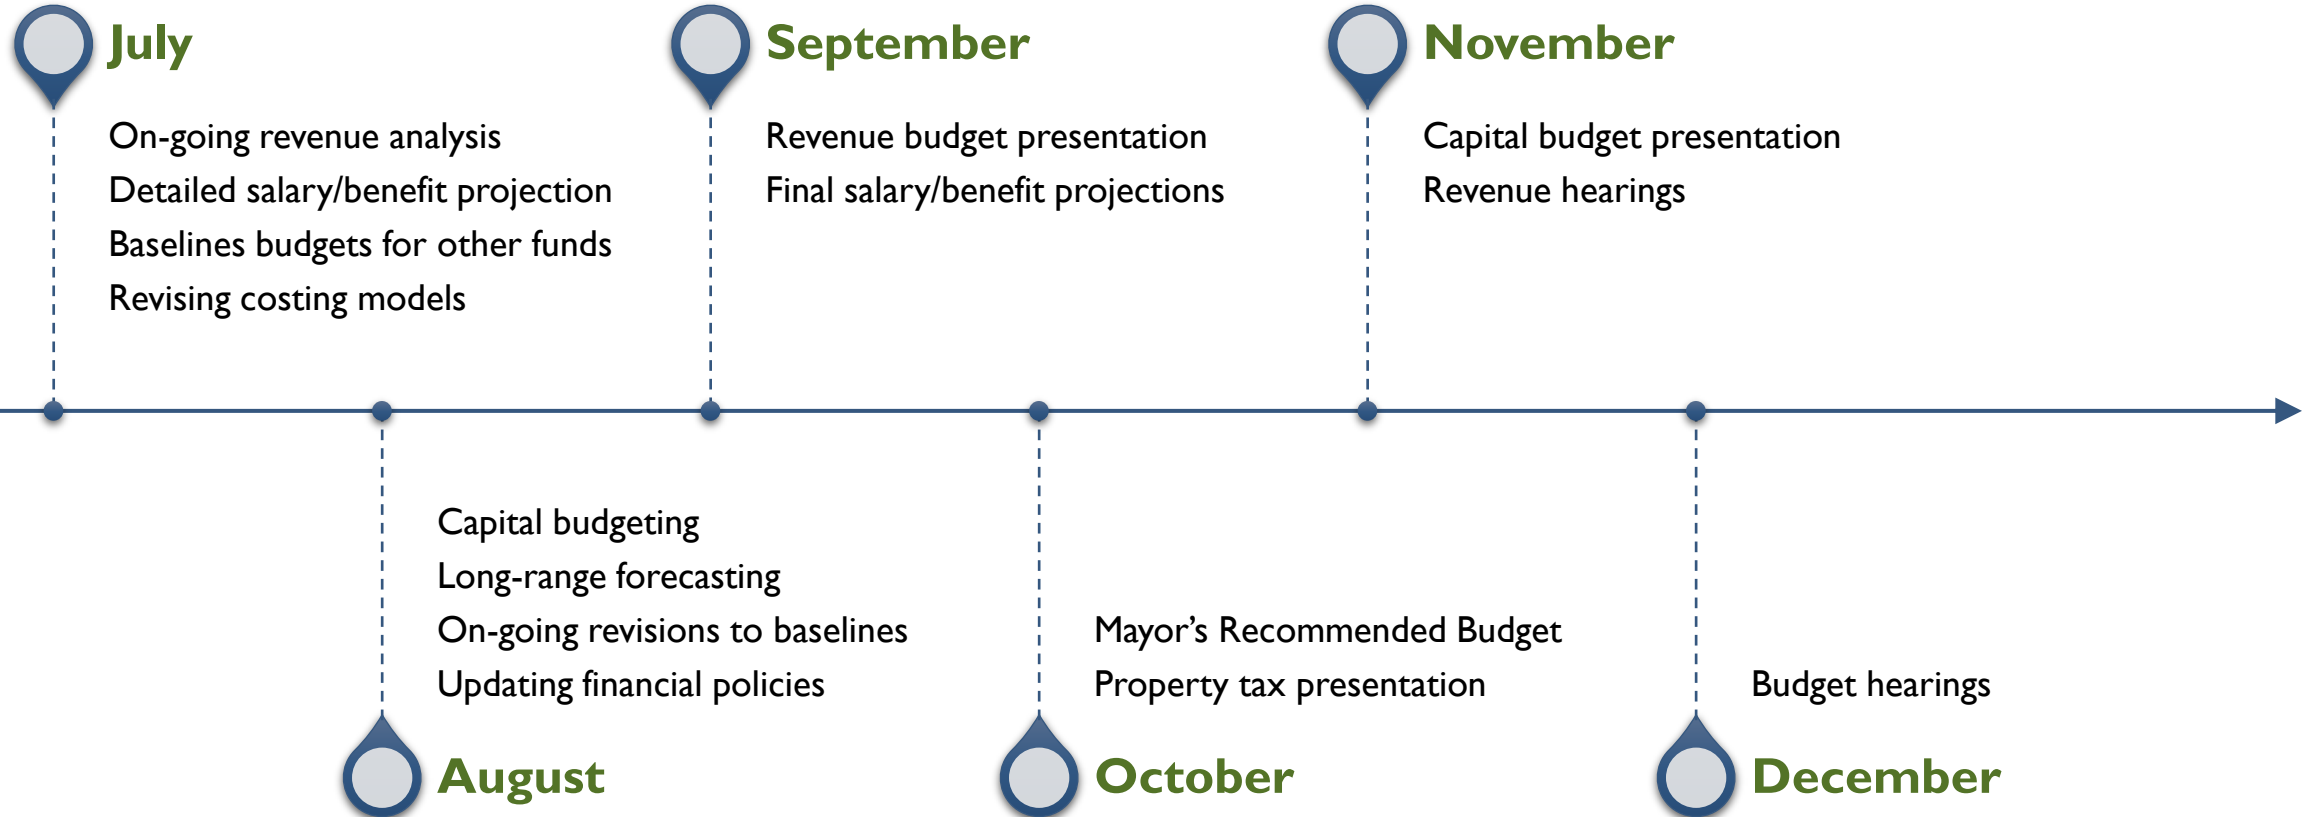 July
On-going revenue analysis
Detailed salary/benefit projection
Baselines budgets for other funds
Revising costing models
August
Capital budgeting
Long-range forecasting
On-going revisions to baselines
Updating financial policies
September
Revenue budget presentation
Final salary/benefit projections
October
Mayor’s Recommended Budget
Property tax presentation
November
Capital budget presentation
Revenue hearings
December
Budget hearings